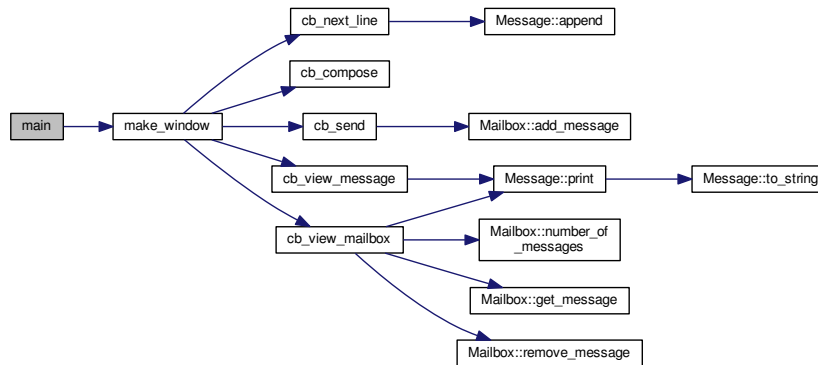 cb_next_line
Message::append
cb_compose
main
make_window
cb_send
Mailbox::add_message
cb_view_message
Message::print
Message::to_string
cb_view_mailbox
Mailbox::number_of
_messages
Mailbox::get_message
Mailbox::remove_message